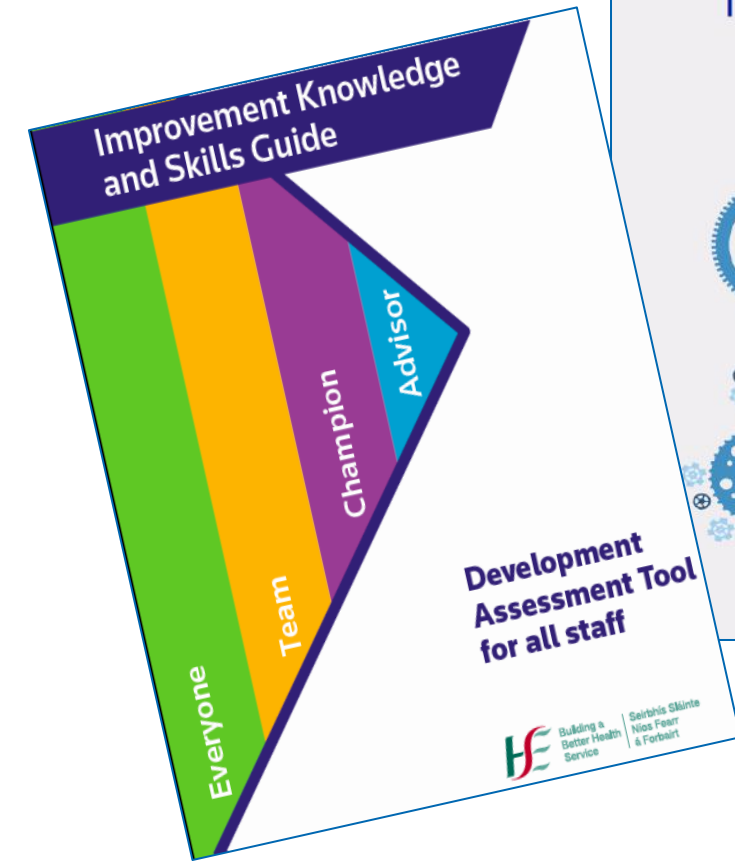 Improvement Knowledge
and Skills Guide
Advisor
Champion
Team
Everyone
Development
Assessment Tool
for all staff
Building a
Better Health
Service
Seirbhís Sláinte
Níos Fearr
á Forbairt